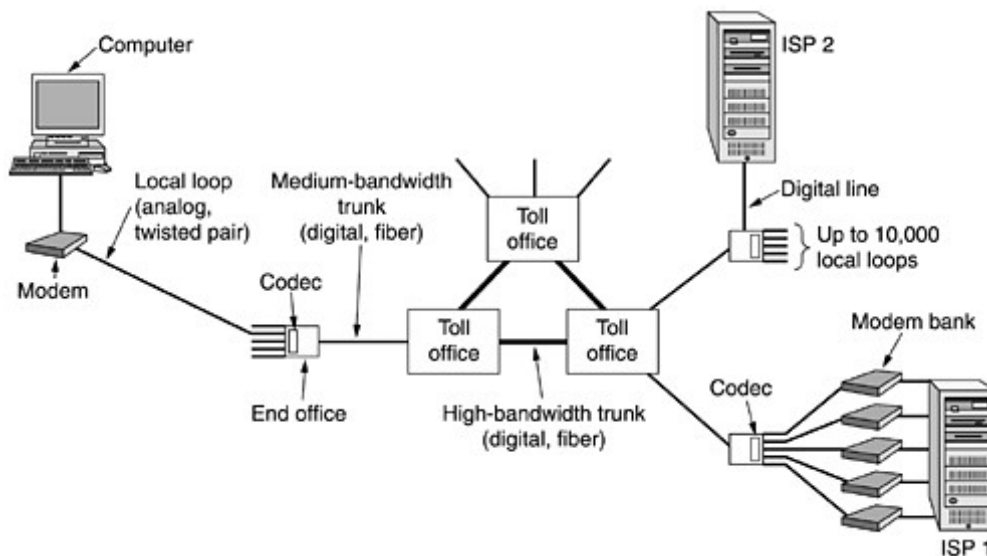 Computer
ISP 2
Local loop
(analog,
twisted pair)
Medium-bandwidth
trunk
(digital, fiber)
Digital line
Toll
office
Up to 10,000
local loops
Modem
Codec
Toll
office
Toll
office
Modem bank
End office
High-bandwidth trunk
(digital, fiber)
Codec
ISP 1